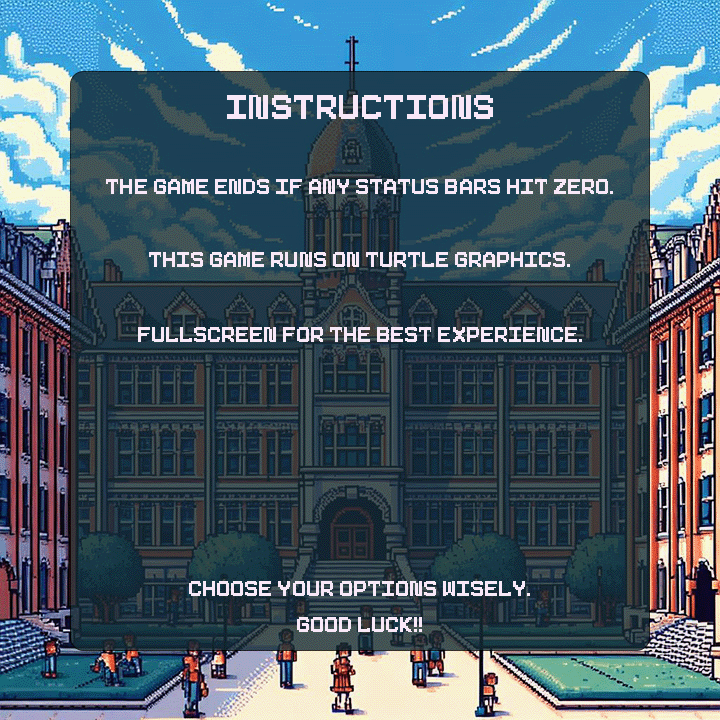 INSTRUCTIONS
THE GAME ENDS IF ANY STATUS BARS HIT ZERO.
THIS GAME RUNS ON TURTLE GRAPHICS.
FULLSCREEN FOR THE BEST EXPERIENCE.
CHOOSE YOUR OPTIONS WISELY.
GOOD LUCK!!